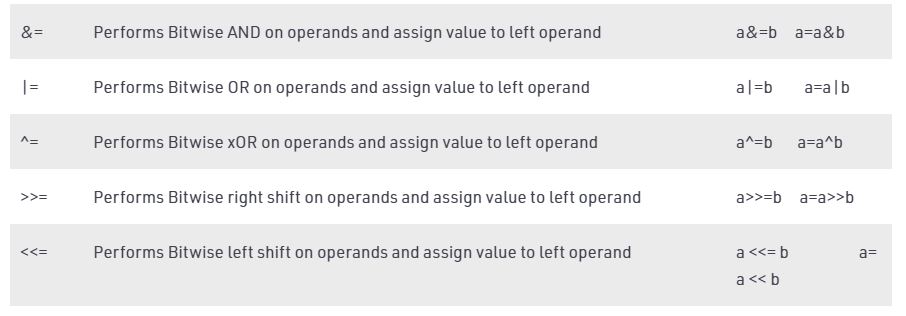 &= Performs Bitwise AND on operands and assign value to left operand a&=b a=a&b
|= Performs Bitwise OR on operands and assign value to left operand a|=b a=a|b
^= Performs Bitwise xOR on operands and assign value to left operand a^=b a=a^b
>>= Performs Bitwise right shift on operands and assign value to left operand a>>=b a=a>>b
<<= Performs Bitwise left shift on operands and assign value to left operand a <<= b a=
a << b